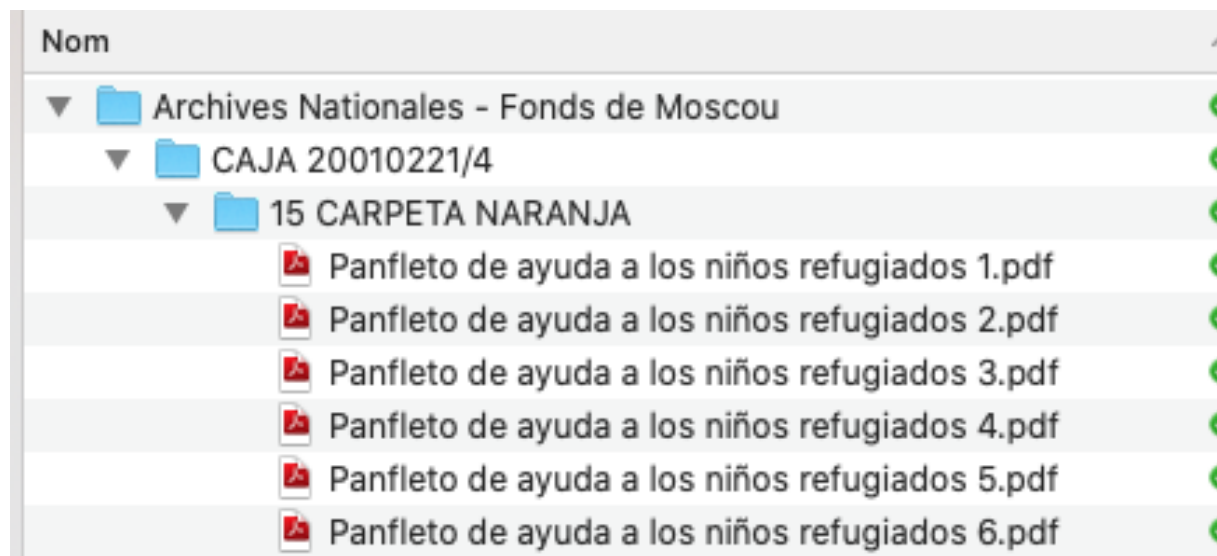 Nom
Archives Nationales - Fonds de Moscou
CAJA 20010221/4
15 CARPETA NARANJA
Panfleto de ayuda a los niños refugiados 1.pdf
Panfleto de ayuda a los niños refugiados 2.pdf
Panfleto de ayuda a los niños refugiados 3.pdf
Panfleto de ayuda a los niños refugiados 4.pdf
Panfleto de ayuda a los niños refugiados 5.pdf
Panfleto de ayuda a los niños refugiados 6.pdf